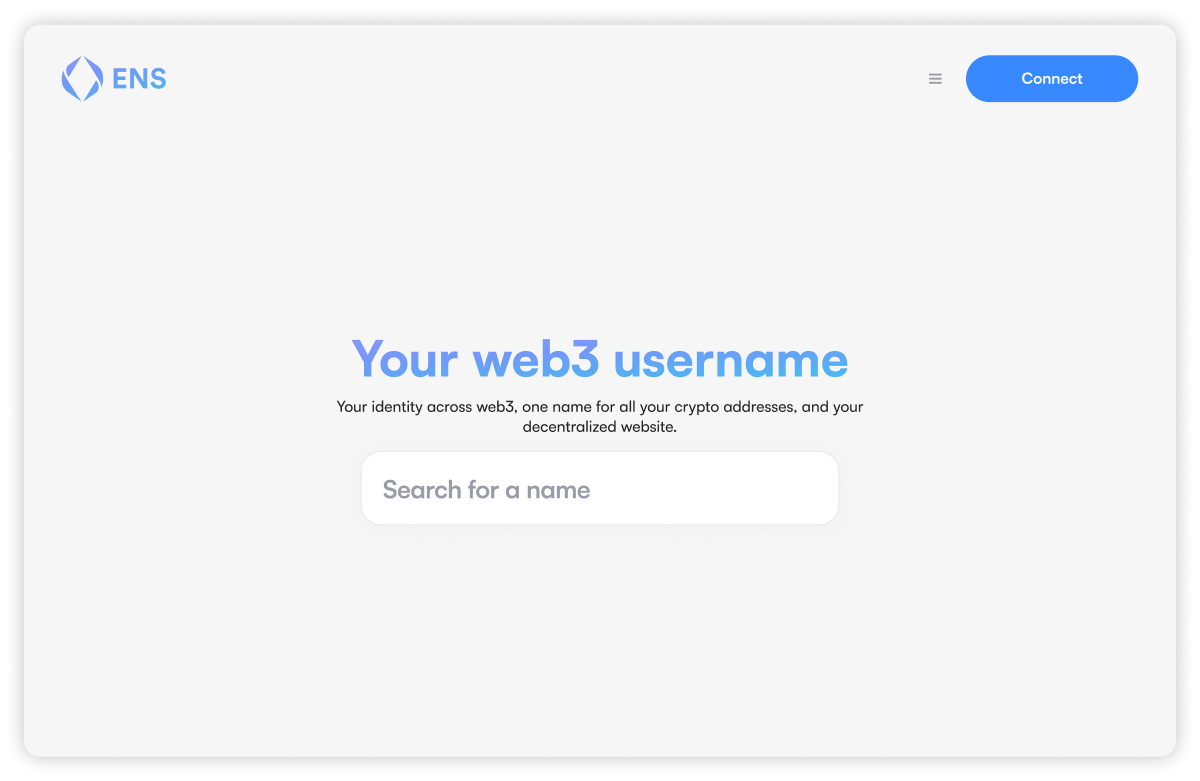 ENS
Connect
Your web3 username
Your identity across web3, one name for all your crypto addresses, and your
decentralized website.
Search for a name